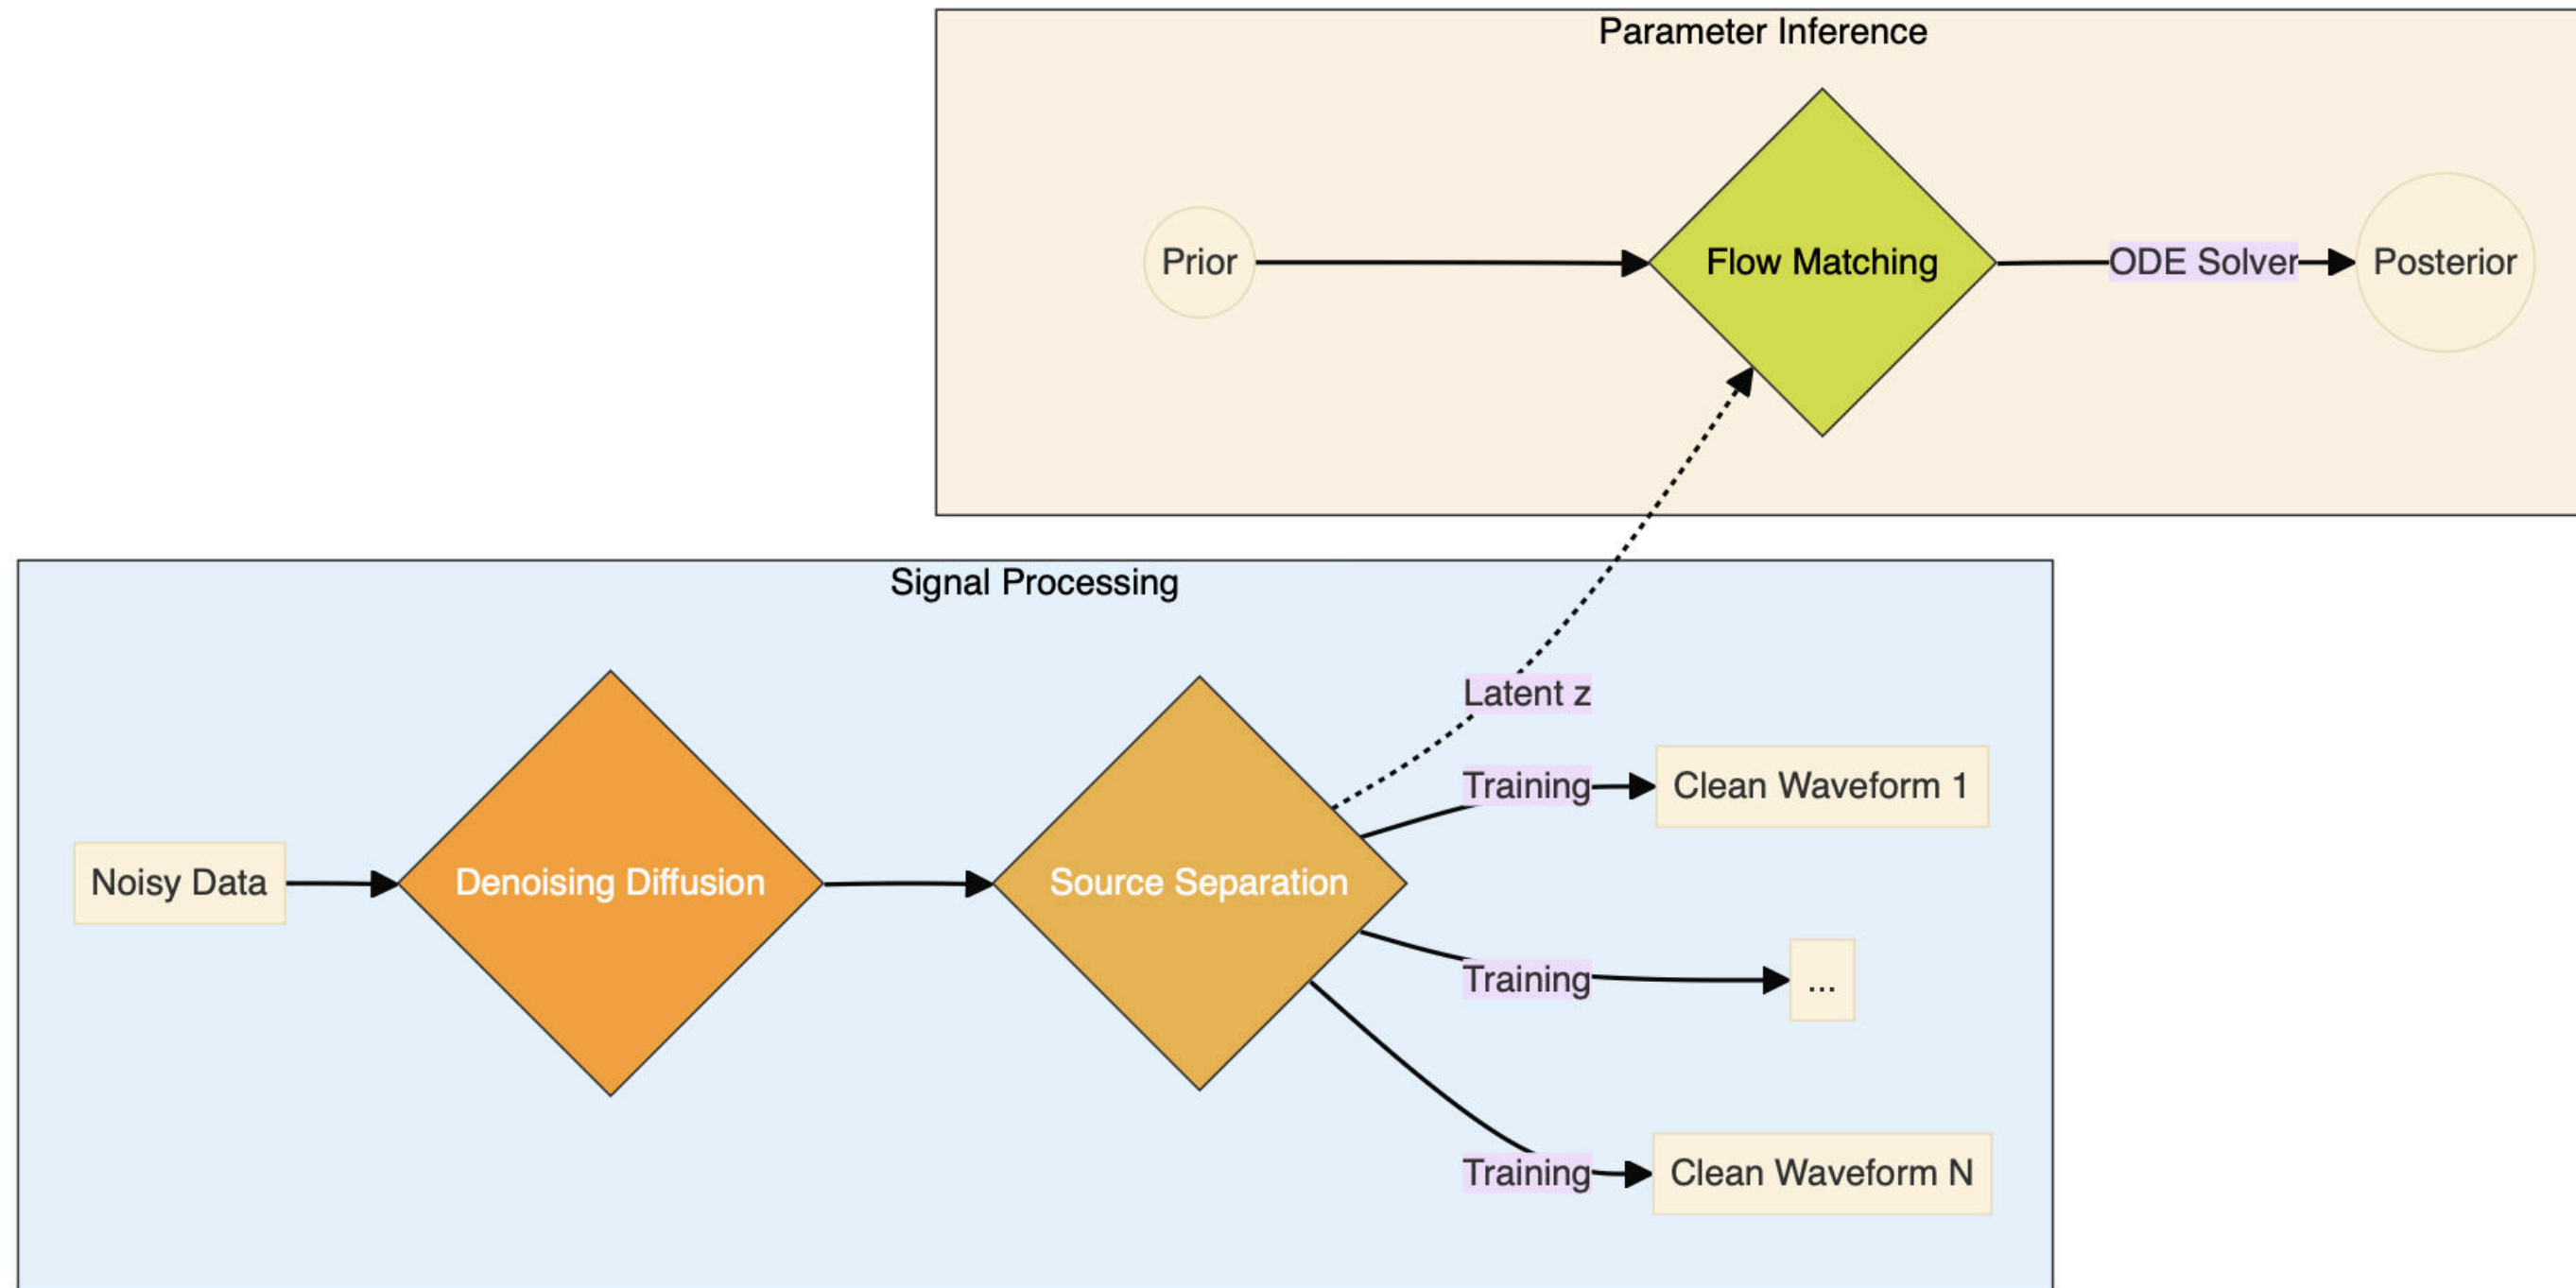 Parameter Inference
Prior
Flow Matching
ODE Solver
Posterior
Signal Processing
Latent z
Training
Clean Waveform 1
Noisy Data
Denoising Diffusion
Source Separation
Training
...
Training
Clean Waveform N